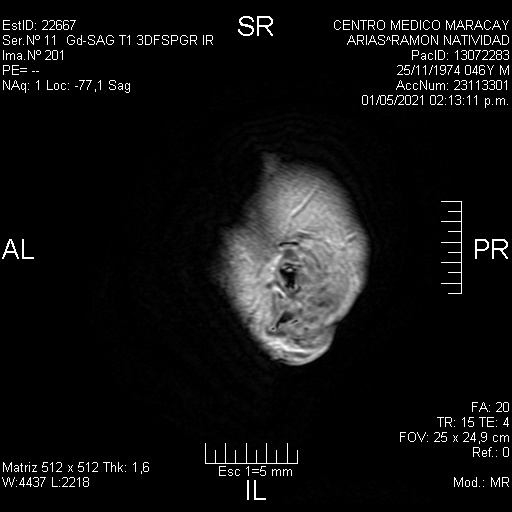 EstID: 22667
Ser.Nº 11  Gd-SAG T1 3DFSPGR IR
Ima.Nº 201
PE= --
NAq: 1 Loc: -77,1 Sag
SR
CENTRO MEDICO MARACAY
ARIAS^RAMON NATIVIDAD
PacID: 13072283
25/11/1974 046Y M
AccNum: 23113301
01/05/2021 02:13:11 p.m.
AL
PR
FA: 20
TR: 15 TE: 4
FOV: 25 x 24,9 cm
Ref.: 0
Matriz 512 x 512 Thk: 1,6
W:4437 L:2218
Esc 1=5 mm
IL
Mod.: MR